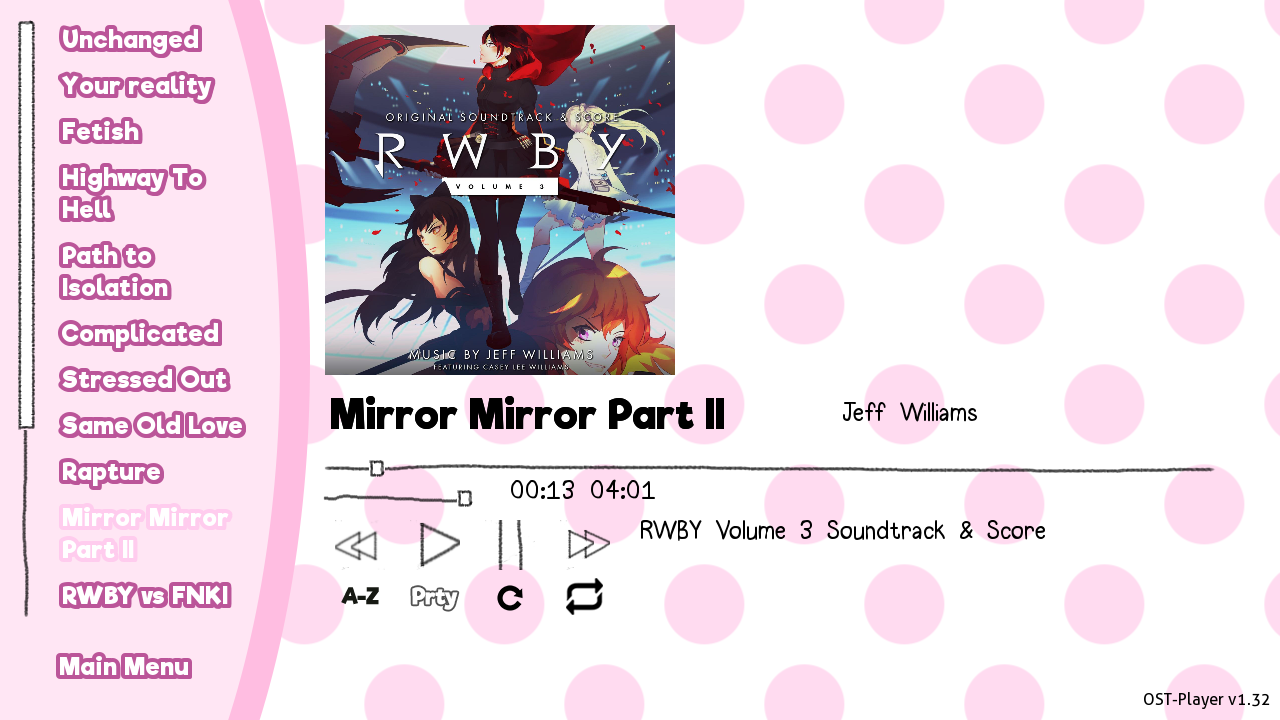 Unchanged
Your reality
Fetish
Highway To
Hell
Path to
Isolation
Complicated
Stressed Out
Same Old Love
Rapture
Mirror Mirror
Part II
RWBY vs FNKI
Main Menu
ORIGINAL SOUNDTRACK & SCORE
RWBY
VOLUME 3
MUSIC BY JEFF WILLIAMS
FEATURING CASEY LEE WILLIAMS
Mirror Mirror Part II
Jeff Williams
00:13 04:01
RWBY Volume 3 Soundtrack & Score
A-Z
Prty
OST-Player v1.32